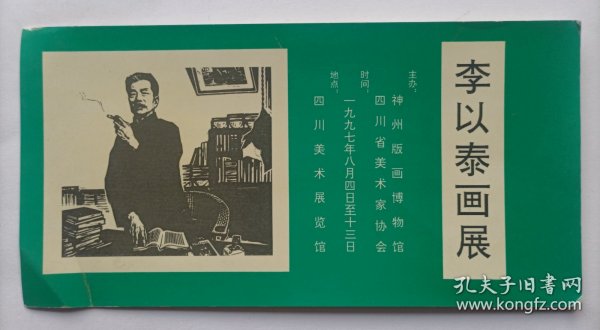 李以泰画展
主办：
神州版画博物馆
四川省美术家协会
时间：
一九九七年八月四日至十三日
地点：
四川美术展览馆
孔夫子旧书网
www.kongfz.com